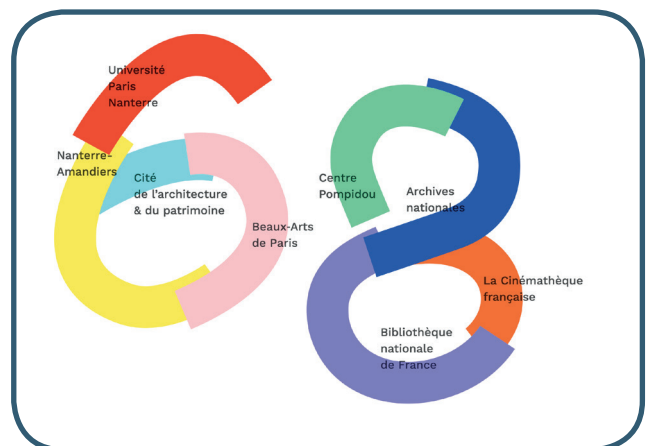 Université
Paris
Nanterre
Nanterre-
Amandiers
Cité
de l'architecture
& du patrimoine
Beaux-Arts
de Paris
Centre
Pompidou
Archives
nationales
La Cinémathèque
française
Bibliothèque
nationale
de France